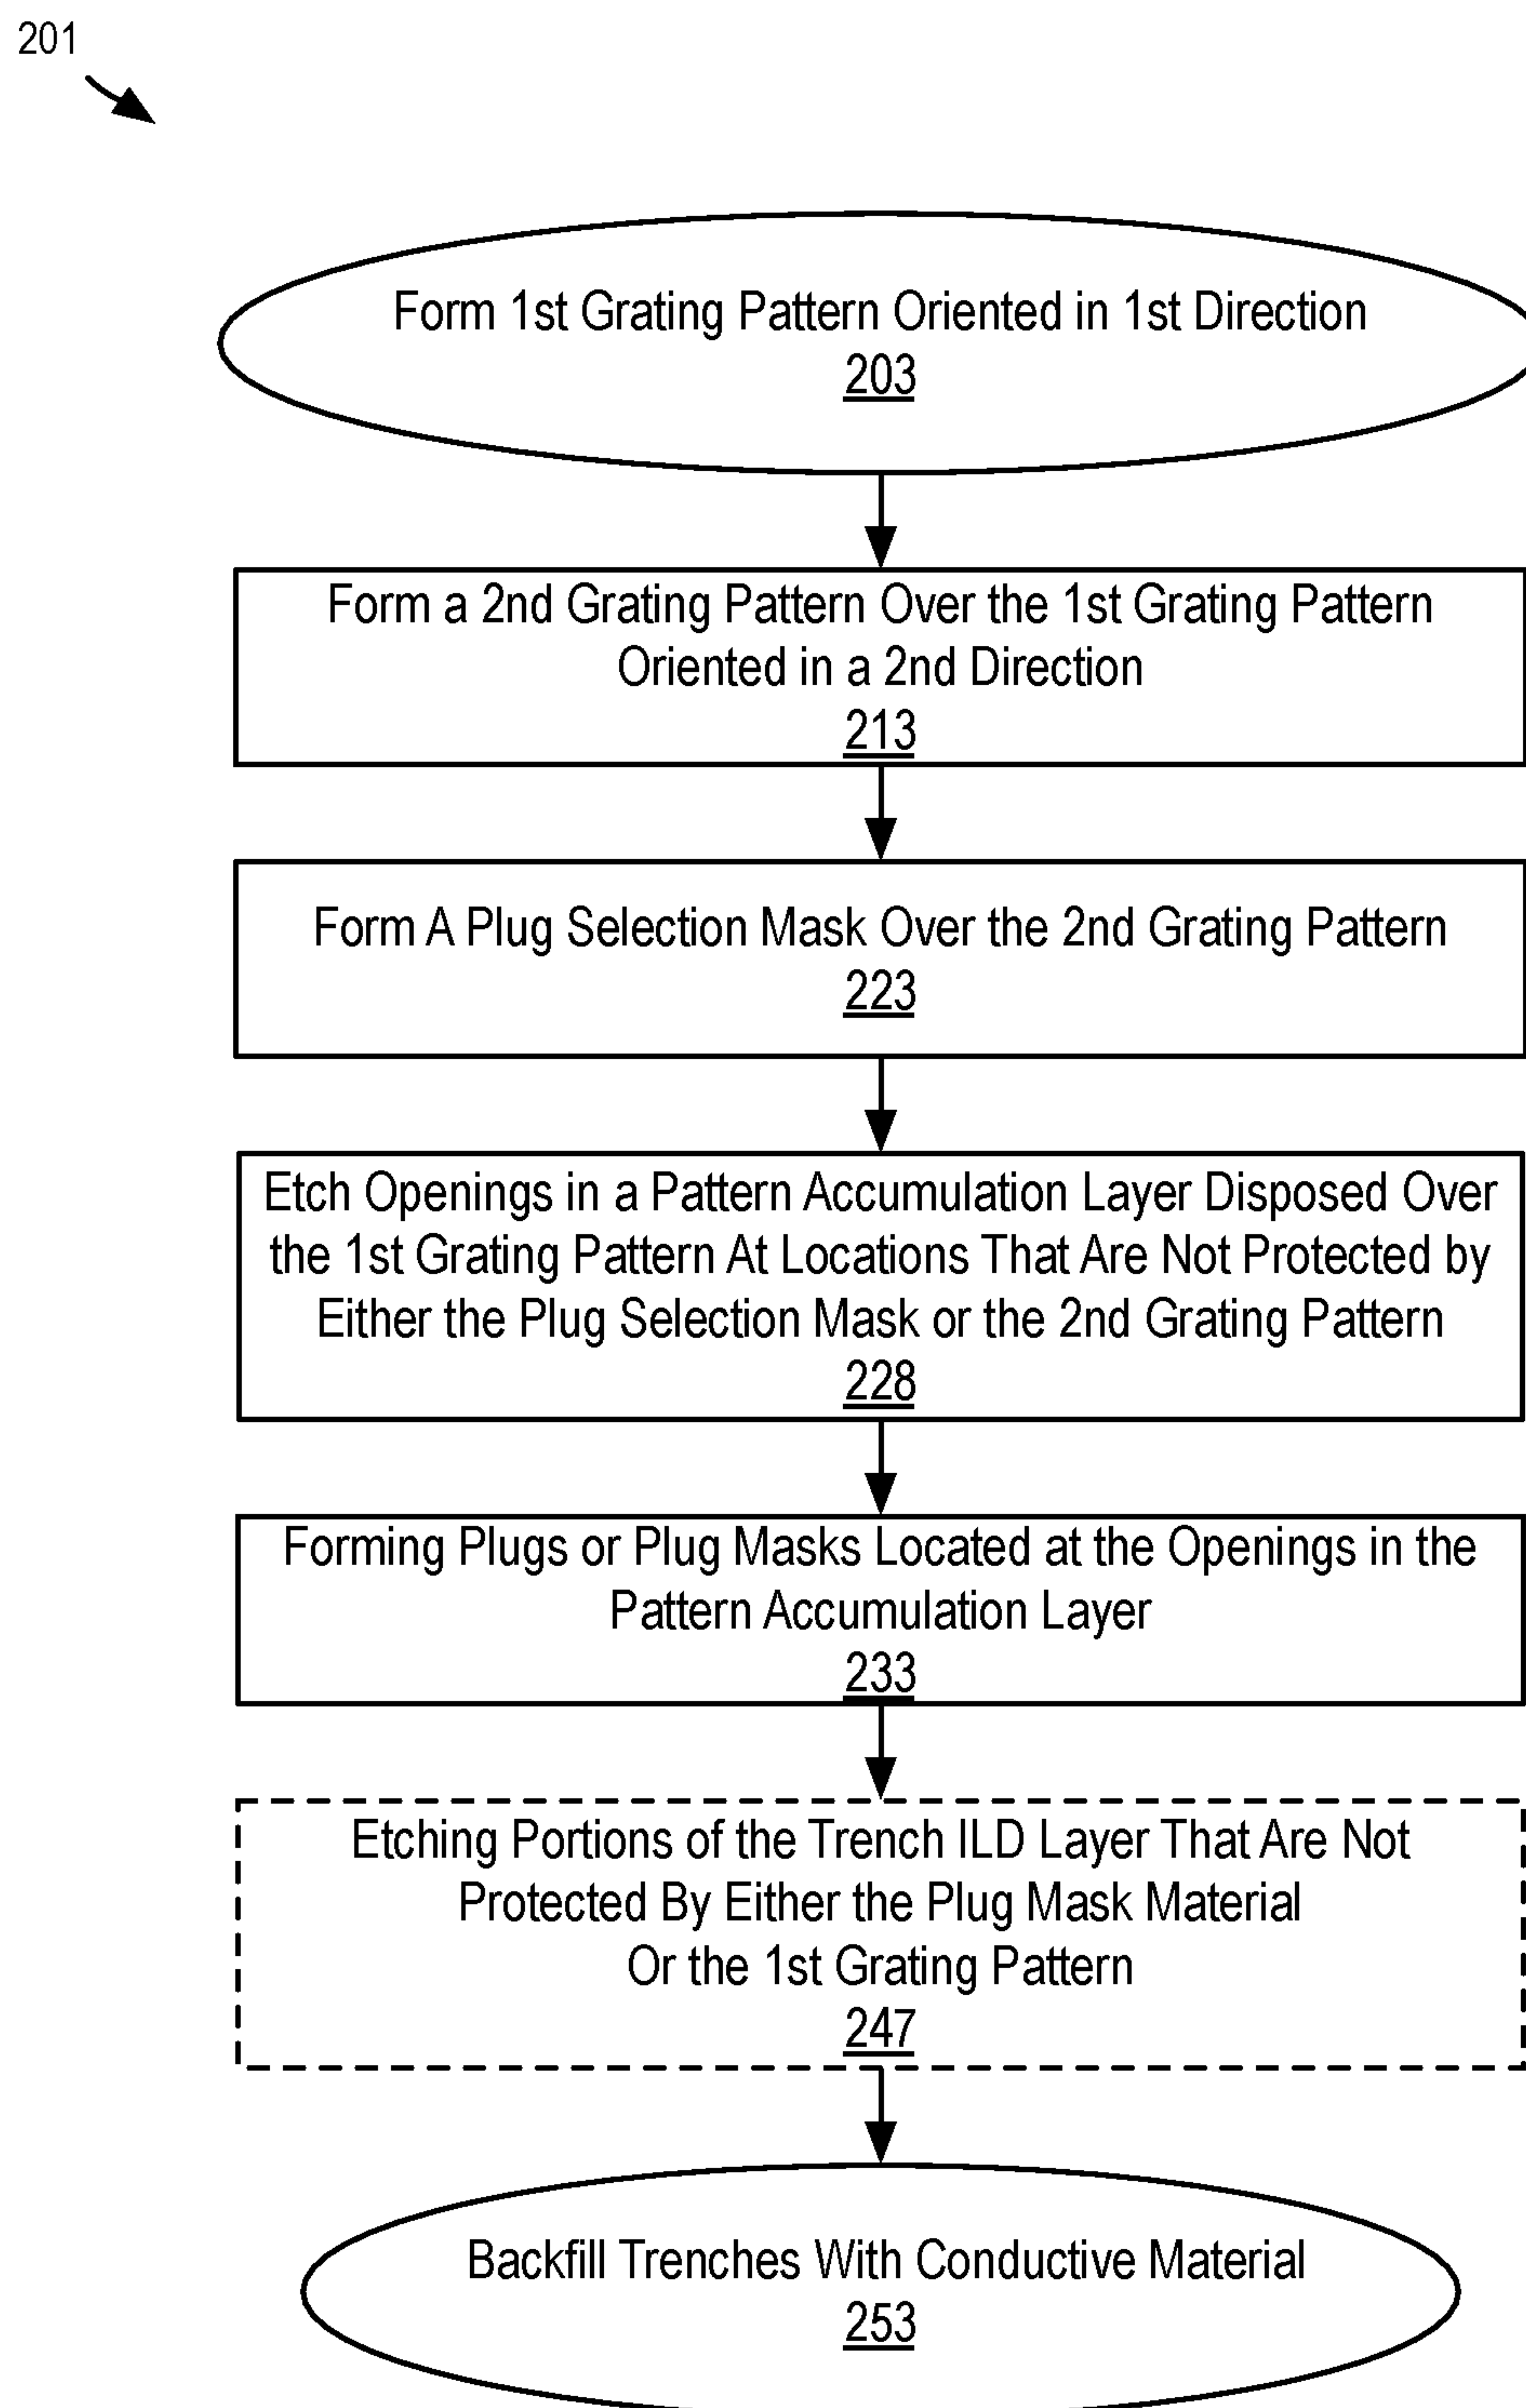 201
Form 1st Grating Pattern Oriented in 1st Direction
203
Form a 2nd Grating Pattern Over the 1st Grating Pattern
Oriented in a 2nd Direction
213
Form A Plug Selection Mask Over the 2nd Grating Pattern
223
Etch Openings in a Pattern Accumulation Layer Disposed Over
the 1st Grating Pattern At Locations That Are Not Protected by
Either the Plug Selection Mask or the 2nd Grating Pattern
228
Forming Plugs or Plug Masks Located at the Openings in the
Pattern Accumulation Layer
233
Etching Portions of the Trench ILD Layer That Are Not
Protected By Either the Plug Mask Material
Or the 1st Grating Pattern
247
Backfill Trenches With Conductive Material
253